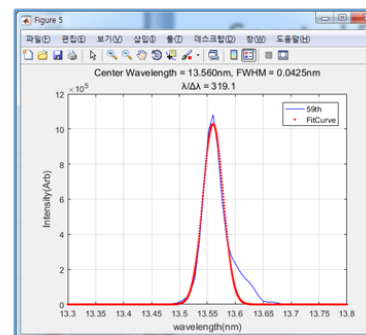 Figure 5
파일(F) 편집(E) 보기(V) 삽입(I) 툴(T) 데스크탑(D) 창(W) 도움말(H)
Center Wavelength = 13.560nm, FWHM = 0.0425nm
λ/Δλ = 319.1
12 ×10⁵
10
8
6
4
2
0
Intensity(Arb)
59th
FitCurve
13.3 13.35 13.4 13.45 13.5 13.55 13.6 13.65 13.7 13.75 13.8
wavelength(nm)